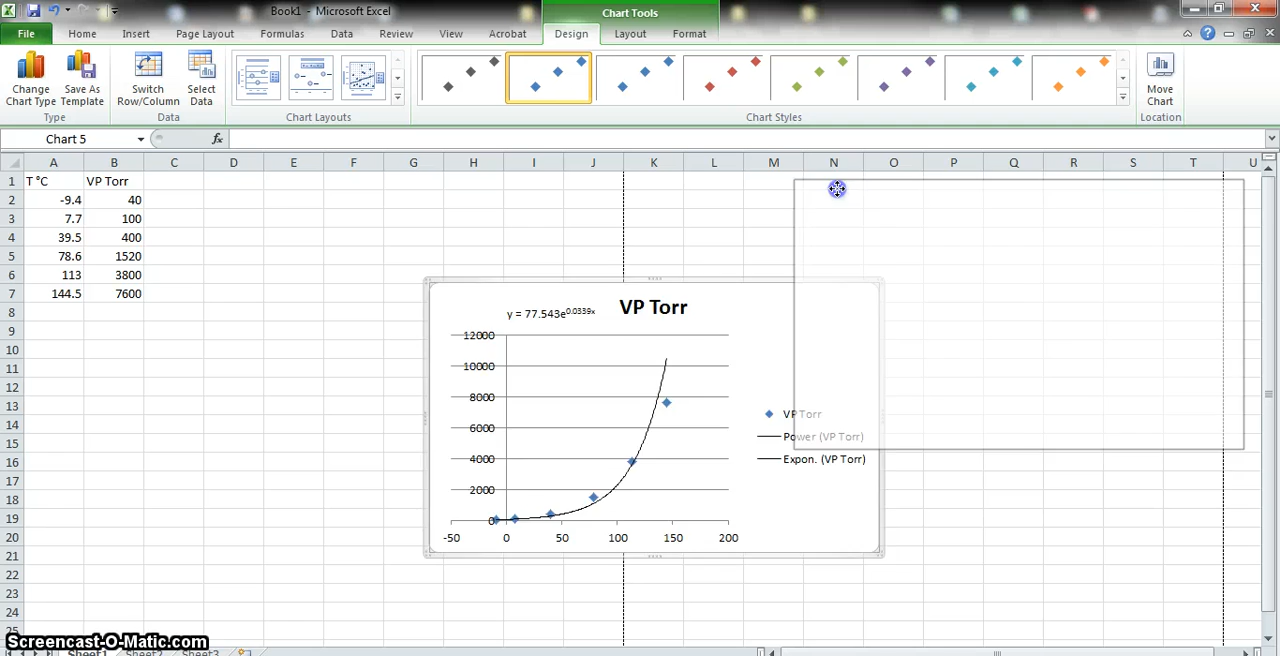 Book1 - Microsoft Excel
Chart Tools
File Home Insert Page Layout Formulas Data Review View Acrobat Design Layout Format
Change Chart Type
Save As Template
Switch Row/Column
Select Data
Move Chart
Type Data Chart Layouts Chart Styles Location
Chart 5 fx
A B C D E F G H I J K L M N O P Q R S T U
1 T °C VP Torr
2 -9.4 40
3 7.7 100
4 39.5 400
5 78.6 1520
6 113 3800
7 144.5 7600
8
9
10
11
12
13
14
15
16
17
18
19
20
21
22
23
24
25
VP Torr
y = 77.543e0.0339x
12000
10000
8000
6000
4000
2000
0
-50 0 50 100 150 200
VP Torr
Power (VP Torr)
Expon. (VP Torr)
Screencast-O-Matic.com
Sheet1 Sheet2 Sheet3